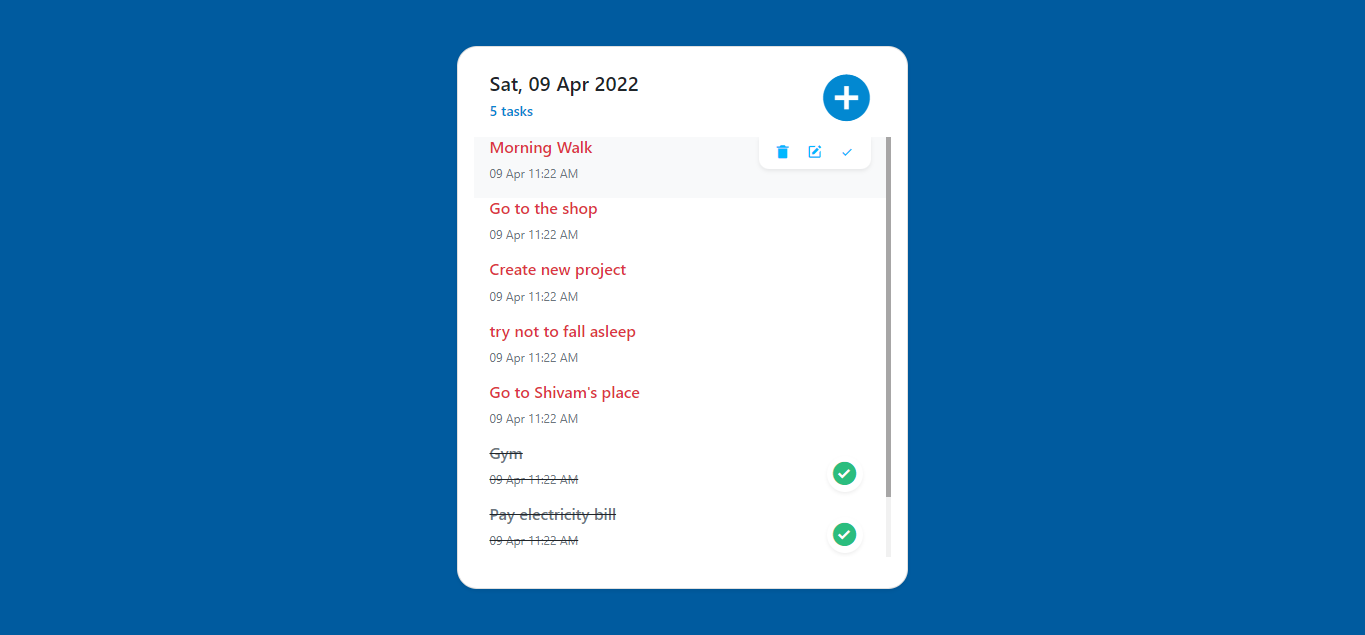 Sat, 09 Apr 2022
5 tasks
Morning Walk
09 Apr 11:22 AM
Go to the shop
09 Apr 11:22 AM
Create new project
09 Apr 11:22 AM
try not to fall asleep
09 Apr 11:22 AM
Go to Shivam's place
09 Apr 11:22 AM
Gym
09 Apr 11:22 AM
Pay electricity bill
09 Apr 11:22 AM